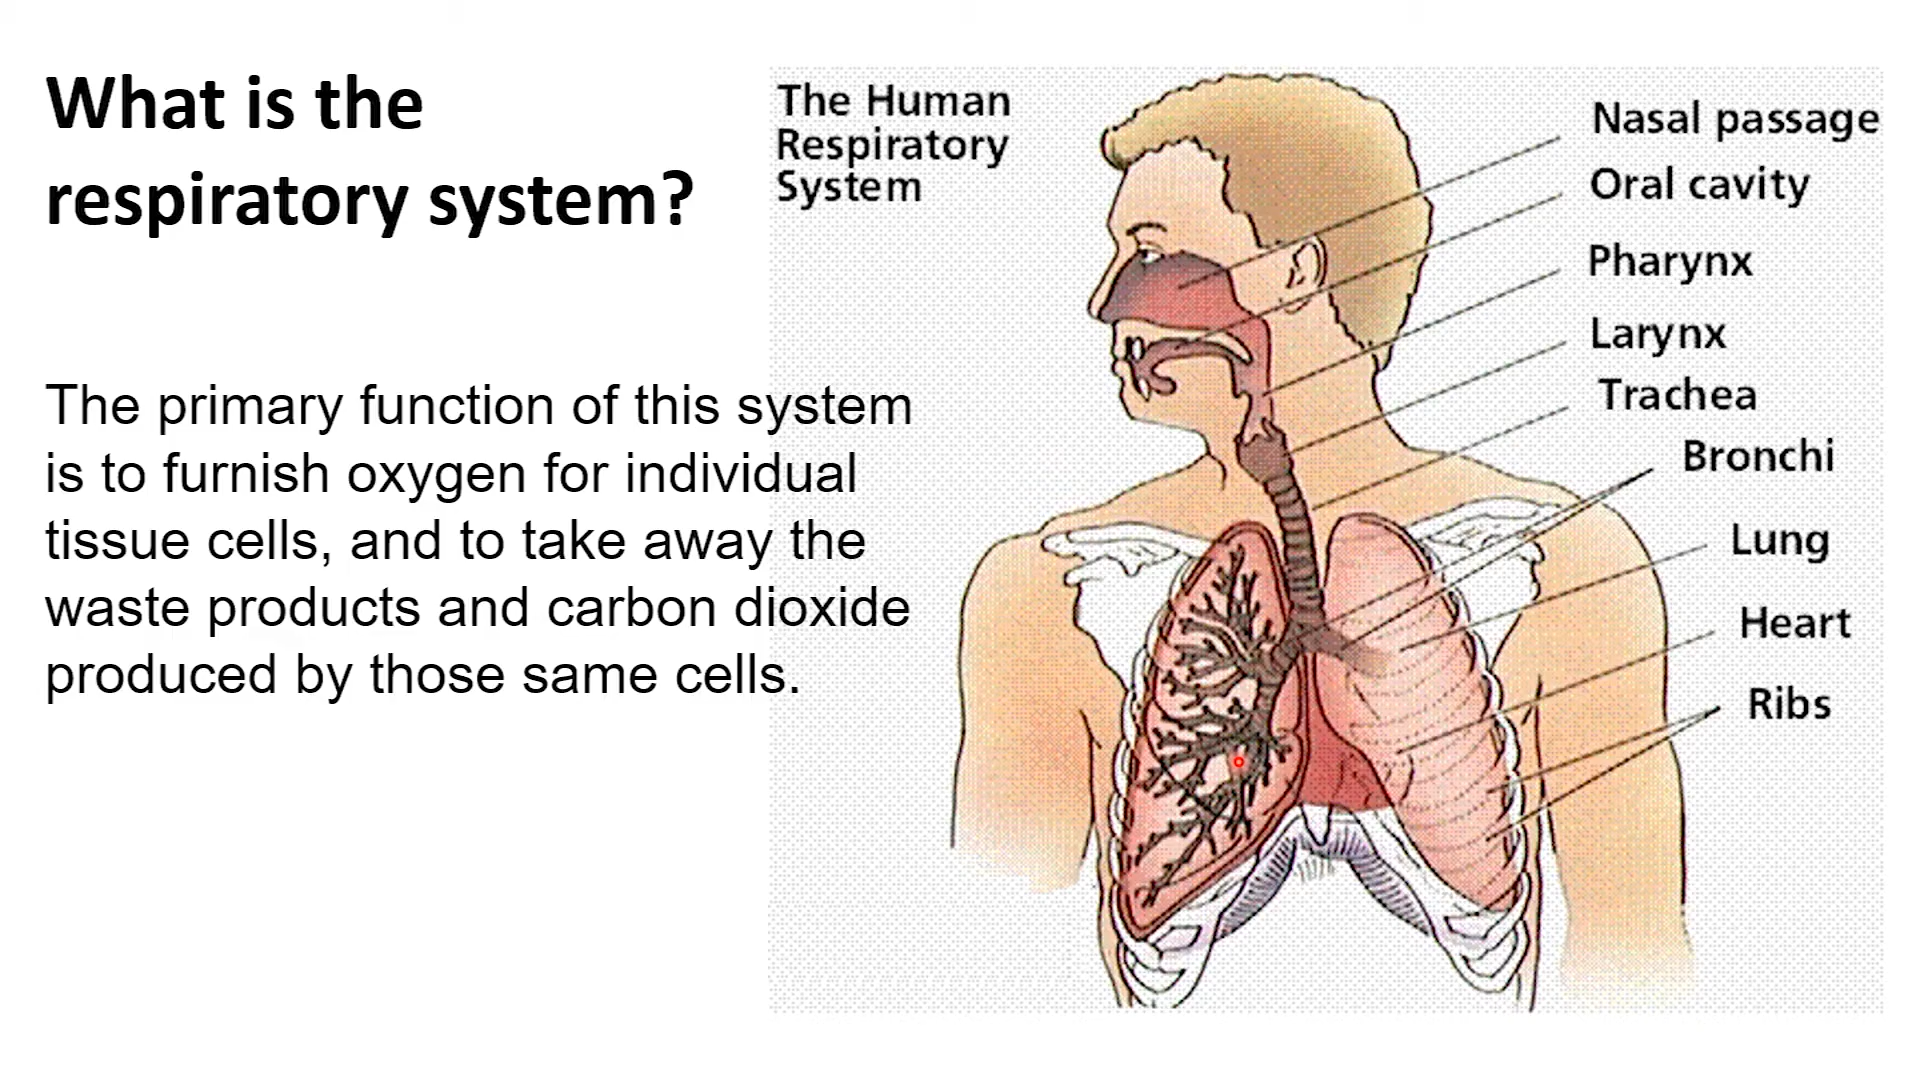 What is the
respiratory system?
The primary function of this system
is to furnish oxygen for individual
tissue cells, and to take away the
waste products and carbon dioxide
produced by those same cells.
The Human
Respiratory
System
Nasal passage
Oral cavity
Pharynx
Larynx
Trachea
Bronchi
Lung
Heart
Ribs